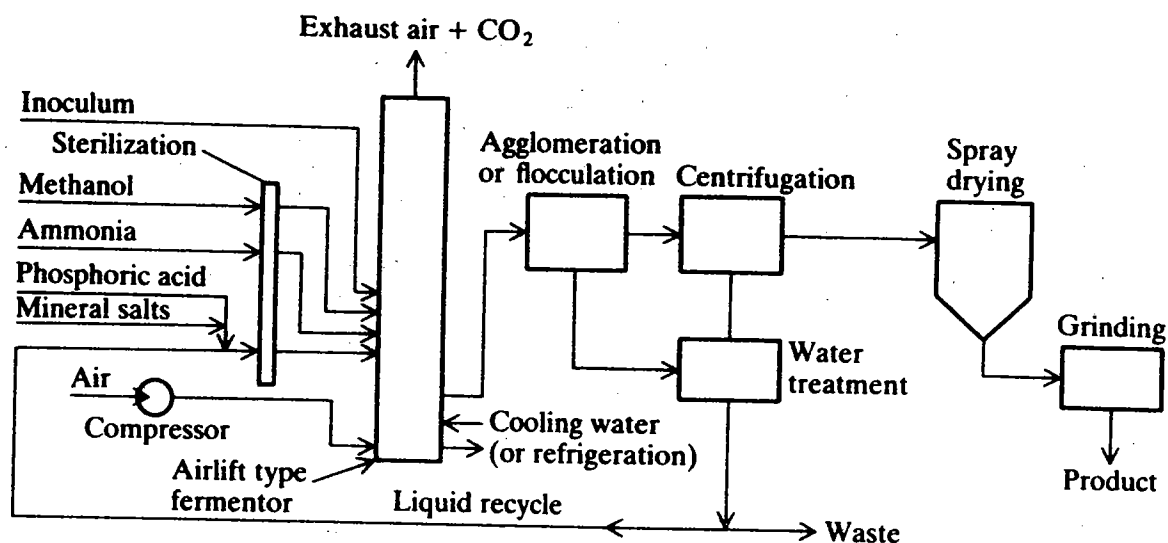 Exhaust air + CO₂
Inoculum
Sterilization
Methanol
Ammonia
Phosphoric acid
Mineral salts
Air
Compressor
Airlift type
fermentor
Agglomeration
or flocculation
Centrifugation
Spray
drying
Grinding
Water
treatment
Cooling water
(or refrigeration)
Product
Liquid recycle
Waste